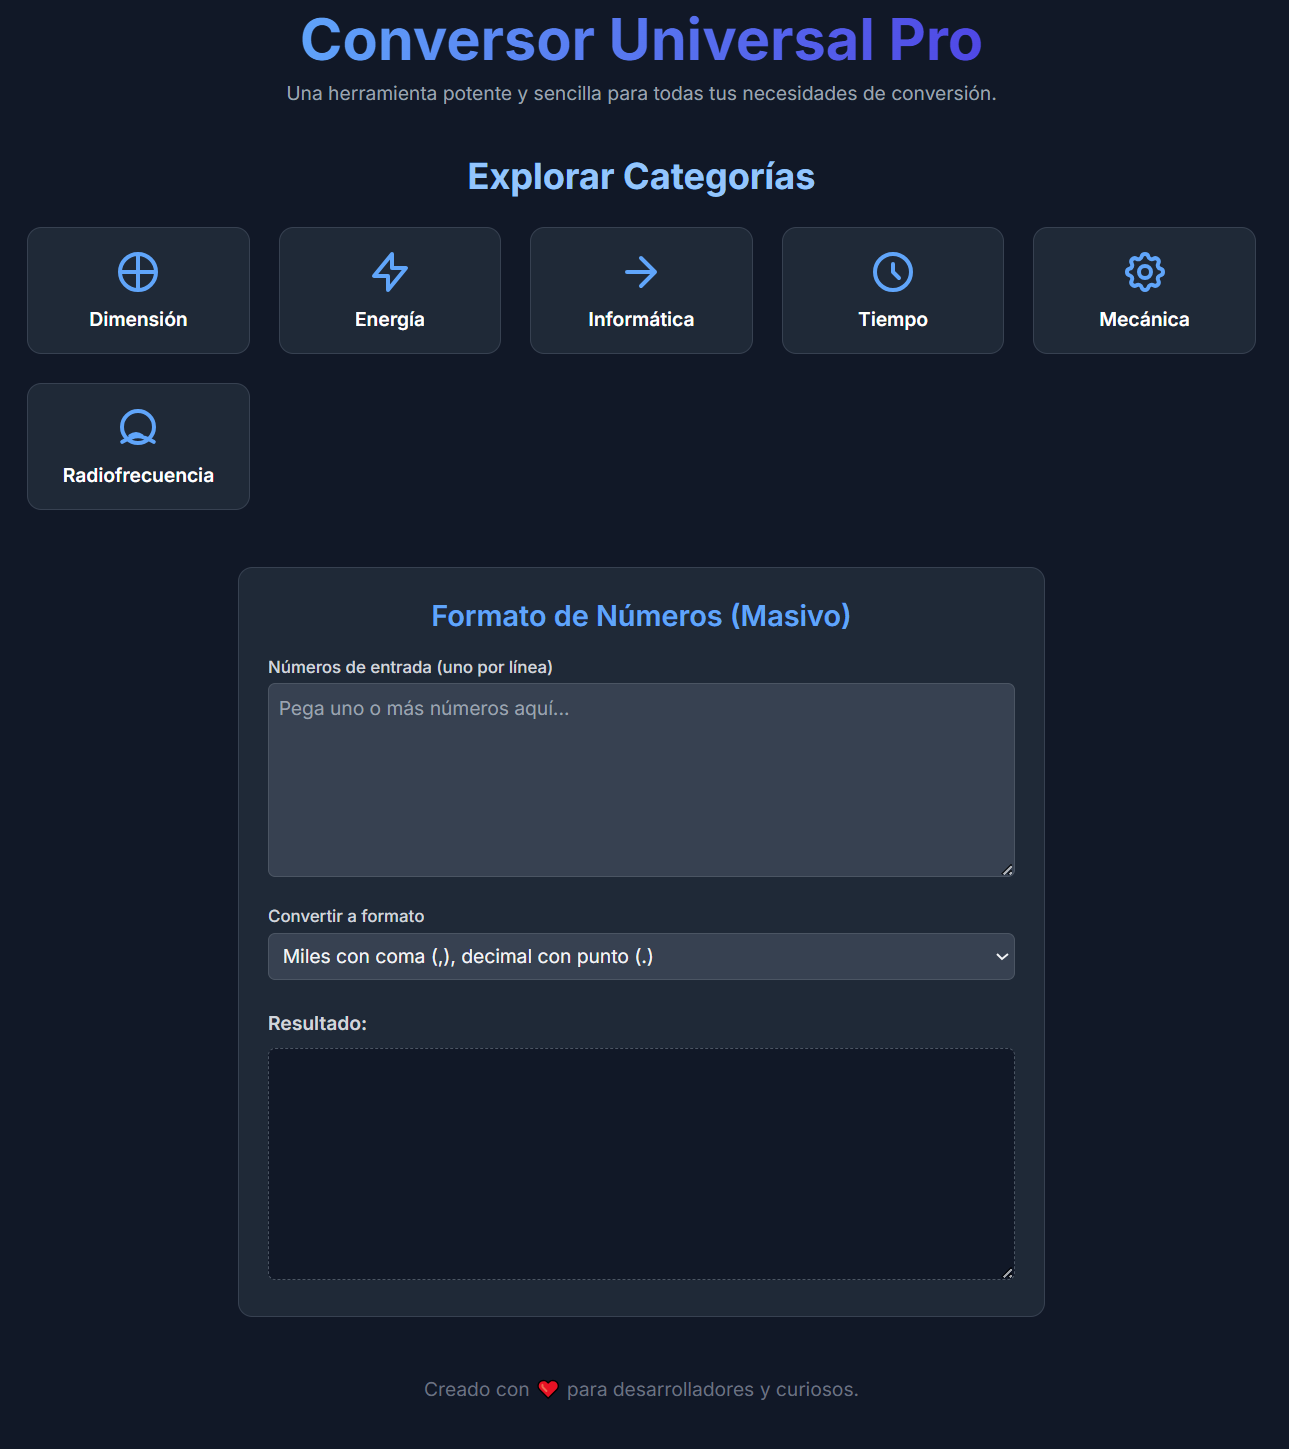 Conversor Universal Pro
Una herramienta potente y sencilla para todas tus necesidades de conversión.
Explorar Categorías
Dimensión
Energía
Informática
Tiempo
Mecánica
Radiofrecuencia
Formato de Números (Masivo)
Números de entrada (uno por línea)
Pega uno o más números aquí...
Convertir a formato
Miles con coma (,), decimal con punto (.)
Resultado:
Creado con ❤️ para desarrolladores y curiosos.